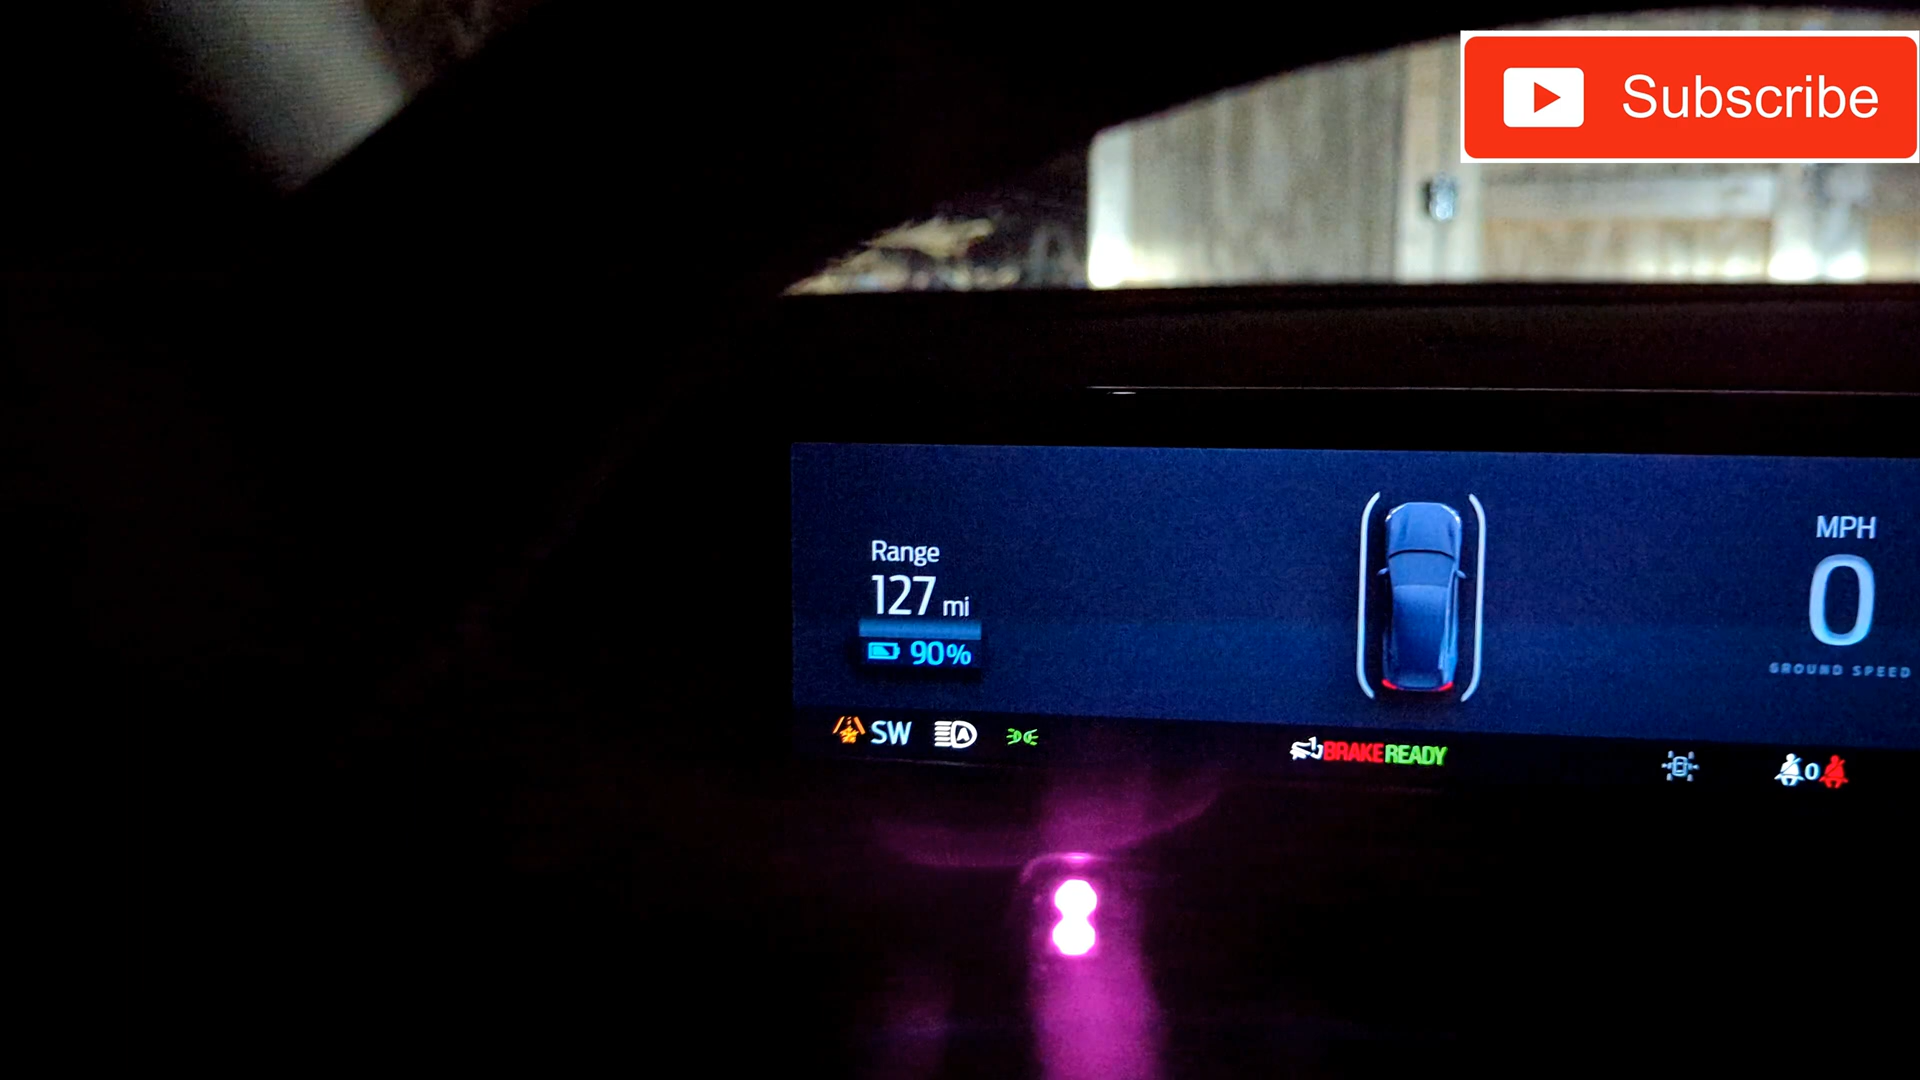 Subscribe
Range
127 mi
90%
MPH
0
GROUND SPEED
SW
A
BRAKE READY
0